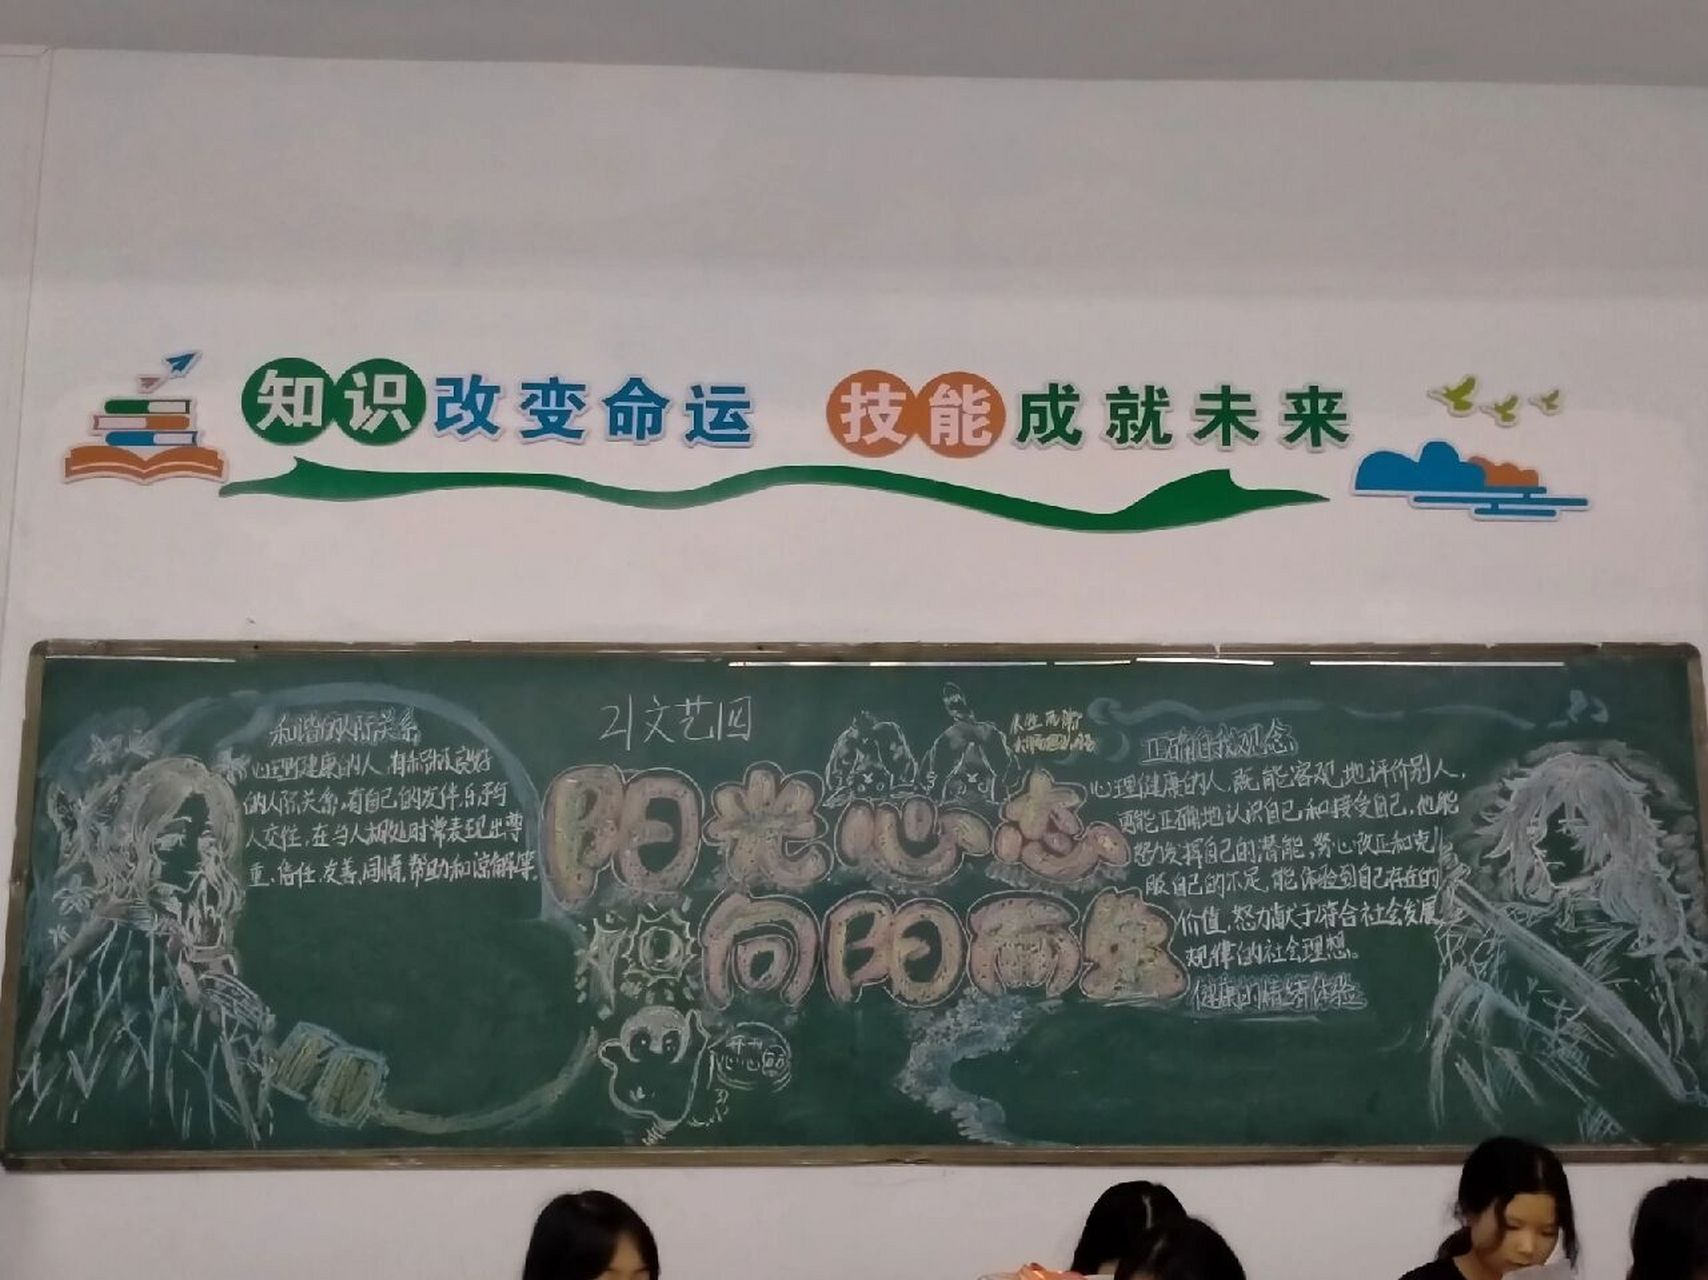 知识改变命运 技能成就未来
21文艺四
和谐的人际关系
心理健康的人,有积极良好
的人际关系,有自己的友伴,乐于与
人交往,在与人相处时常表现出尊
重、信任、友善、同情、帮助和谅解等。
阳光心态
向阳而生
开开
心心
正确自我观念
心理健康的人,既能客观地评价别人,
更能正确地认识自己和接受自己,他能
努力发挥自己的潜能,努心改正和克
服自己的不足,能体验到自己存在的
价值,怒力献于符合社会发展
规律的社会理想。
健康的情绪体验